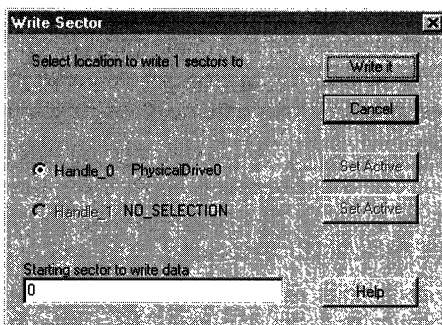 Write Sector
Select location to write 1 sectors to
Write it
Cancel
Handle_0 PhysicalDrive0 Set Active
Handle_1 NO_SELECTION Set Active
Starting sector to write data
0
Help